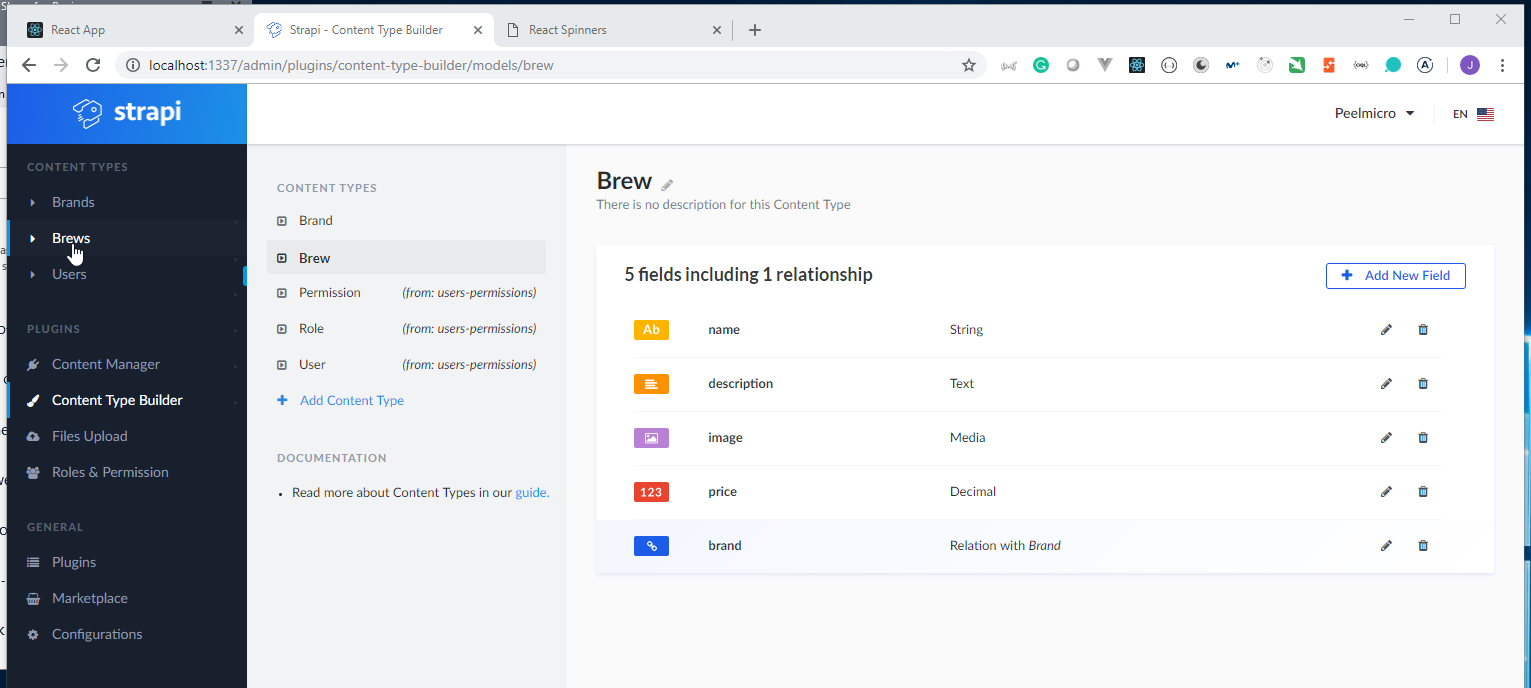 React App
Strapi - Content Type Builder
React Spinners
localhost:1337/admin/plugins/content-type-builder/models/brew
J
strapi
Peelmicro
EN
CONTENT TYPES
Brands
Brews
Users
PLUGINS
Content Manager
Content Type Builder
Files Upload
Roles & Permission
GENERAL
Plugins
Marketplace
Configurations
CONTENT TYPES
Brand
Brew
Permission (from: users-permissions)
Role (from: users-permissions)
User (from: users-permissions)
Add Content Type
DOCUMENTATION
Read more about Content Types in our guide.
Brew
There is no description for this Content Type
5 fields including 1 relationship
Add New Field
Ab name String
description Text
image Media
123 price Decimal
brand Relation with Brand